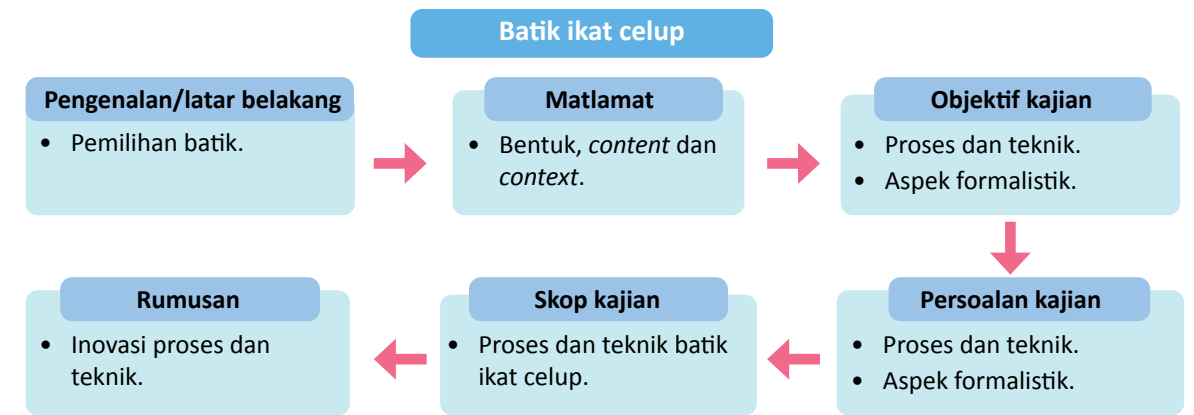 Batik ikat celup
Pengenalan/latar belakang
• Pemilihan batik.
Matlamat
• Bentuk, content dan
context.
Objektif kajian
• Proses dan teknik.
• Aspek formalistik.
Persoalan kajian
• Proses dan teknik.
• Aspek formalistik.
Skop kajian
• Proses dan teknik batik
ikat celup.
Rumusan
• Inovasi proses dan
teknik.